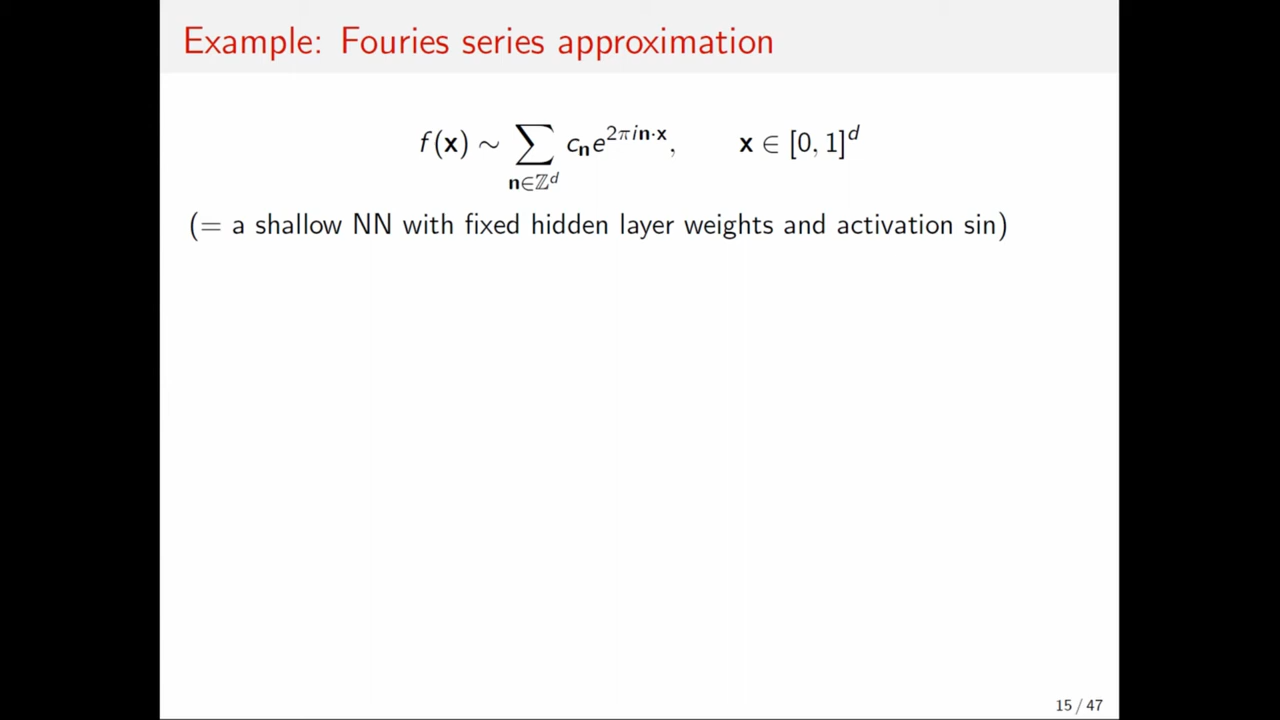 Example: Fouries series approximation
f(x) ∼ ∑_{n∈ℤ^d} c_n e^{2πin·x}, x ∈ [0, 1]^d
(= a shallow NN with fixed hidden layer weights and activation sin)
15 / 47